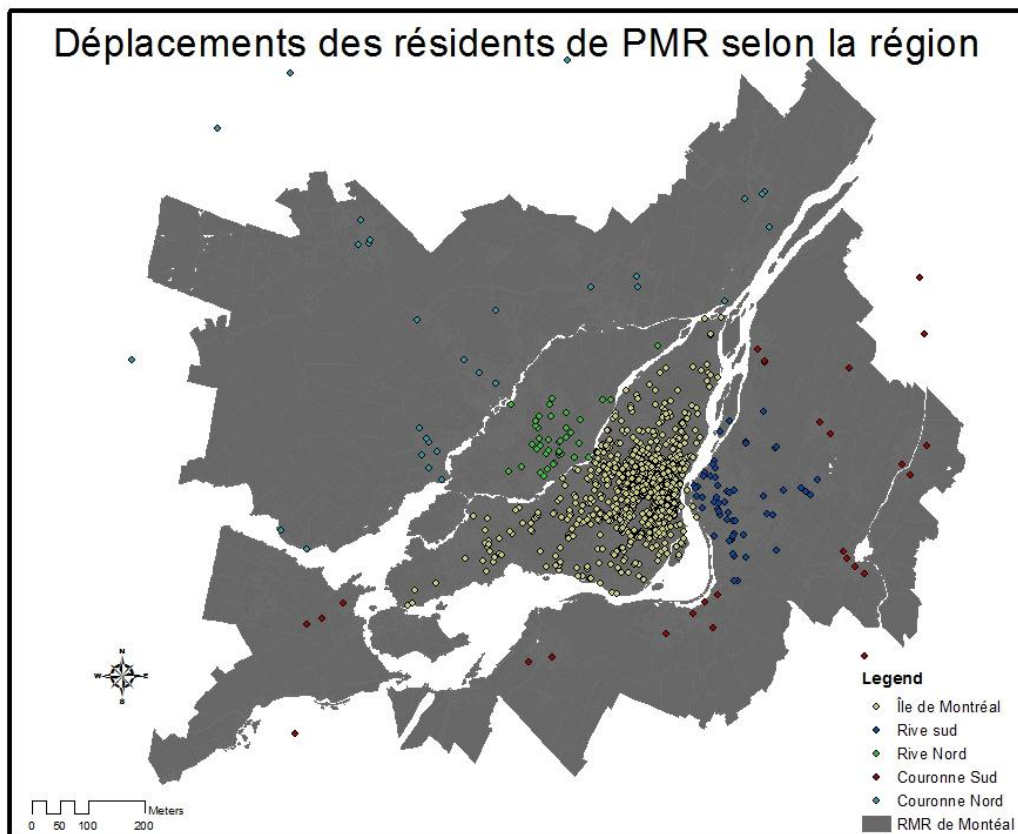 Déplacements des résidents de PMR selon la région
N
W E
S
Legend
Île de Montréal
Rive sud
Rive Nord
Couronne Sud
Couronne Nord
RMR de Montéal
Meters
0 50 100 200